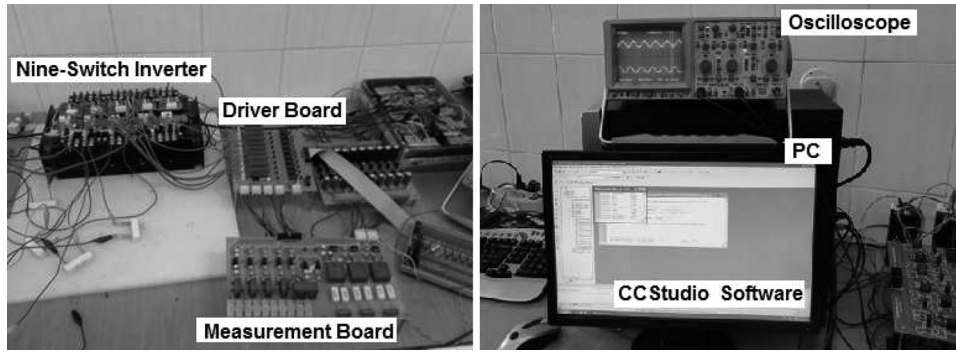 Nine-Switch Inverter
Driver Board
Measurement Board
Oscilloscope
PC
CCStudio Software